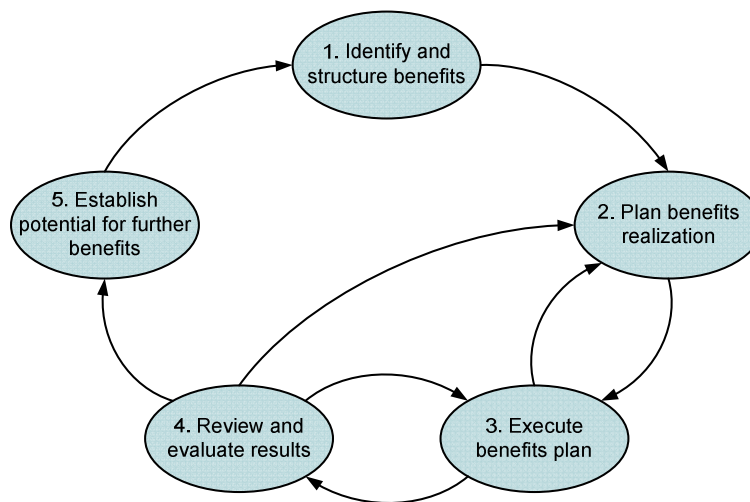 1. Identify and
structure benefits
5. Establish
potential for further
benefits
2. Plan benefits
realization
4. Review and
evaluate results
3. Execute
benefits plan